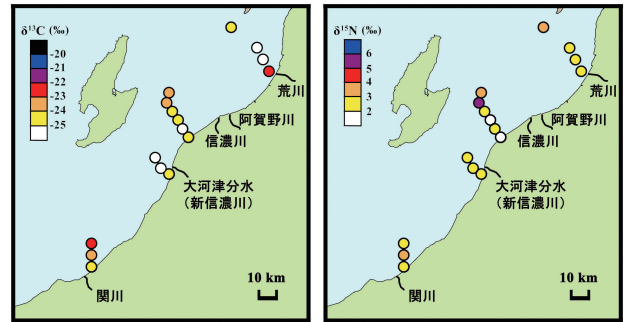 δ¹³C (‰)
-20
-21
-22
-23
-24
-25
荒川
阿賀野川
信濃川
大河津分水
(新信濃川)
関川
10 km
δ¹⁵N (‰)
6
5
4
3
2
荒川
阿賀野川
信濃川
大河津分水
(新信濃川)
関川
10 km